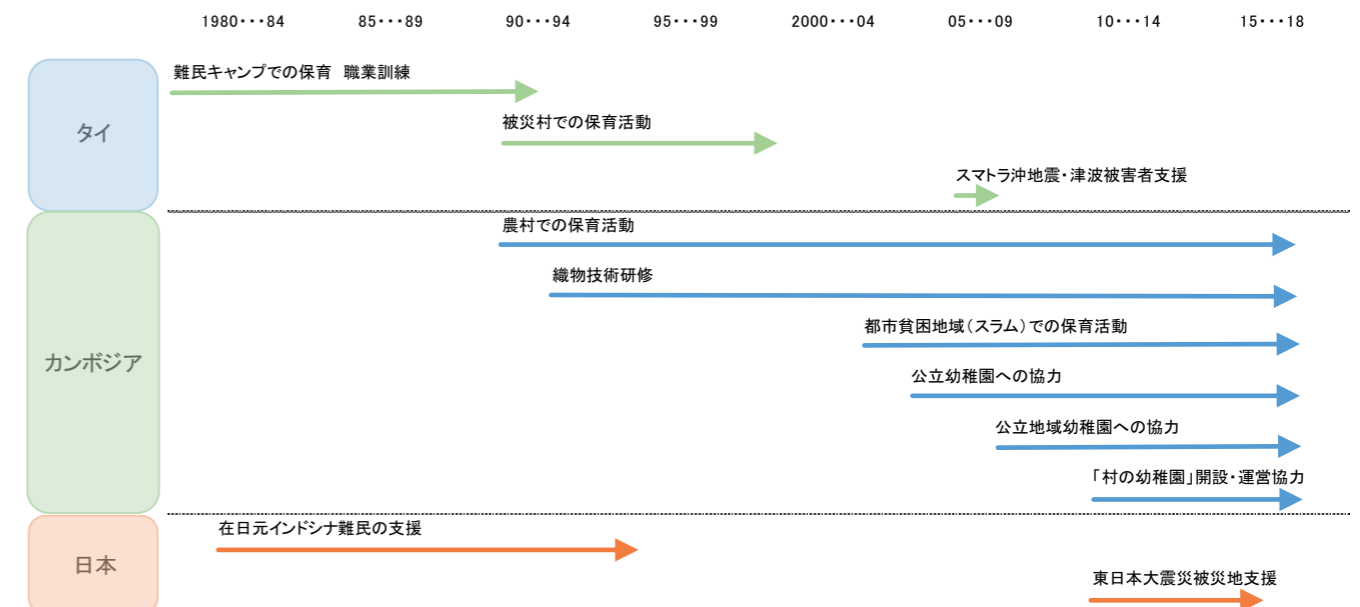 1980・・・84 85・・・89 90・・・94 95・・・99 2000・・・04 05・・・09 10・・・14 15・・・18
タイ
難民キャンプでの保育 職業訓練
被災村での保育活動
スマトラ沖地震・津波被害者支援
カンボジア
農村での保育活動
織物技術研修
都市貧困地域(スラム)での保育活動
公立幼稚園への協力
公立地域幼稚園への協力
「村の幼稚園」開設・運営協力
日本
在日元インドシナ難民の支援
東日本大震災被災地支援